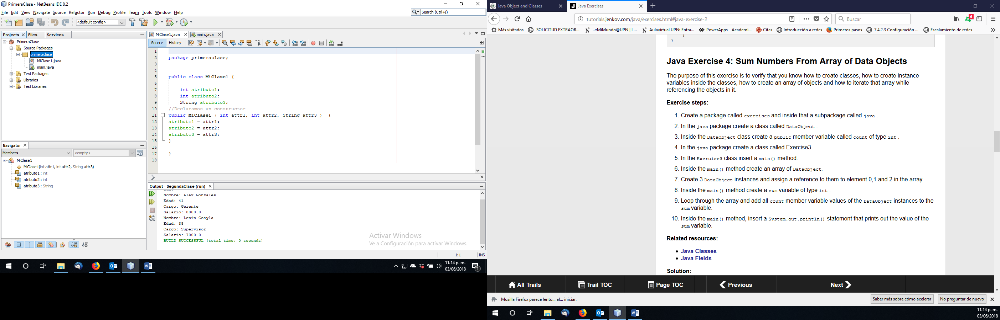 PrimeraClase - NetBeans IDE 8.2
File Edit View Navigate Source Refactor Run Debug Profile Team Tools Window Help
Search (Ctrl+I)
<default config>
Projects Files Services
PrimeraClase
Source Packages
primeraclase
MiClase1.java
main.java
Test Packages
Libraries
Test Libraries
Navigator
Members
<empty>
MiClase1
MiClase1(int attr1, int attr2, String attr3)
atributo1 : int
atributo2 : int
atributo3 : String
MiClase1.java main.java
Source History
1
2 package primeraclase;
3
4
5 public class MiClase1 {
6
7 int atributo1;
8 int atributo2;
9 String atributo3;
10 //Declaramos un constructor
11 public MiClase1 ( int attr1, int attr2, String attr3 ) {
12 atributo1 = attr1;
13 atributo2 = attr2;
14 atributo3 = attr3;
15 }
16
17 }
18
Output - SegundaClase (run)
Nombre: Alex Gonzales
Edad: 41
Cargo: Gerente
Salario: 8000.0
Nombre: Lenin Coayla
Edad: 38
Cargo: Supervisor
Salario: 7000.0
BUILD SUCCESSFUL (total time: 0 seconds)
Activar Windows
Ve a Configuración para activar Windows.
1:1 INS
11:14 p. m.
03/06/2018
1
Java Object and Classes
Java Exercises
tutorials.jenkov.com/java/exercises.html#java-exercise-2
Buscar
6
Más visitados SOLICITUD EXTRAOR... ..::MiMundo@UPN | L... Aulavirtual UPN: Entra... PowerApps - Academi... Citas Introducción a redes Primeros pasos 7.4.2.3 Configuración ... Escalamiento de redes
}
}
Java Exercise 4: Sum Numbers From Array of Data Objects
The purpose of this exercise is to verify that you know how to create classes, how to create instance
variables inside the classes, how to create an array of objects and how to iterate that array while
referencing the objects in it.
Exercise steps:
1. Create a package called exercises and inside that a subpackage called java .
2. In the java package create a class called DataObject .
3. Inside the DataObject class create a public member variable called count of type int .
4. In the java package create a class called Exercise3.
5. In the Exercise3 class insert a main() method.
6. Inside the main() method create an array of DataObject.
7. Create 3 DataObject instances and assign a reference to them to element 0,1 and 2 in the array.
8. Inside the main() method create a sum variable of type int .
9. Loop through the array and add all count member variable values of the DataObject instances to the
sum variable.
10. Inside the main() method, insert a System.out.println() statement that prints out the value of the
sum variable.
Related resources:
Java Classes
Java Fields
Solution:
All Trails Trail TOC Page TOC Previous Next
Mozilla Firefox parece lento... al... iniciar.
Saber más sobre cómo acelerar
No preguntar de nuevo
11:14 p. m.
03/06/2018